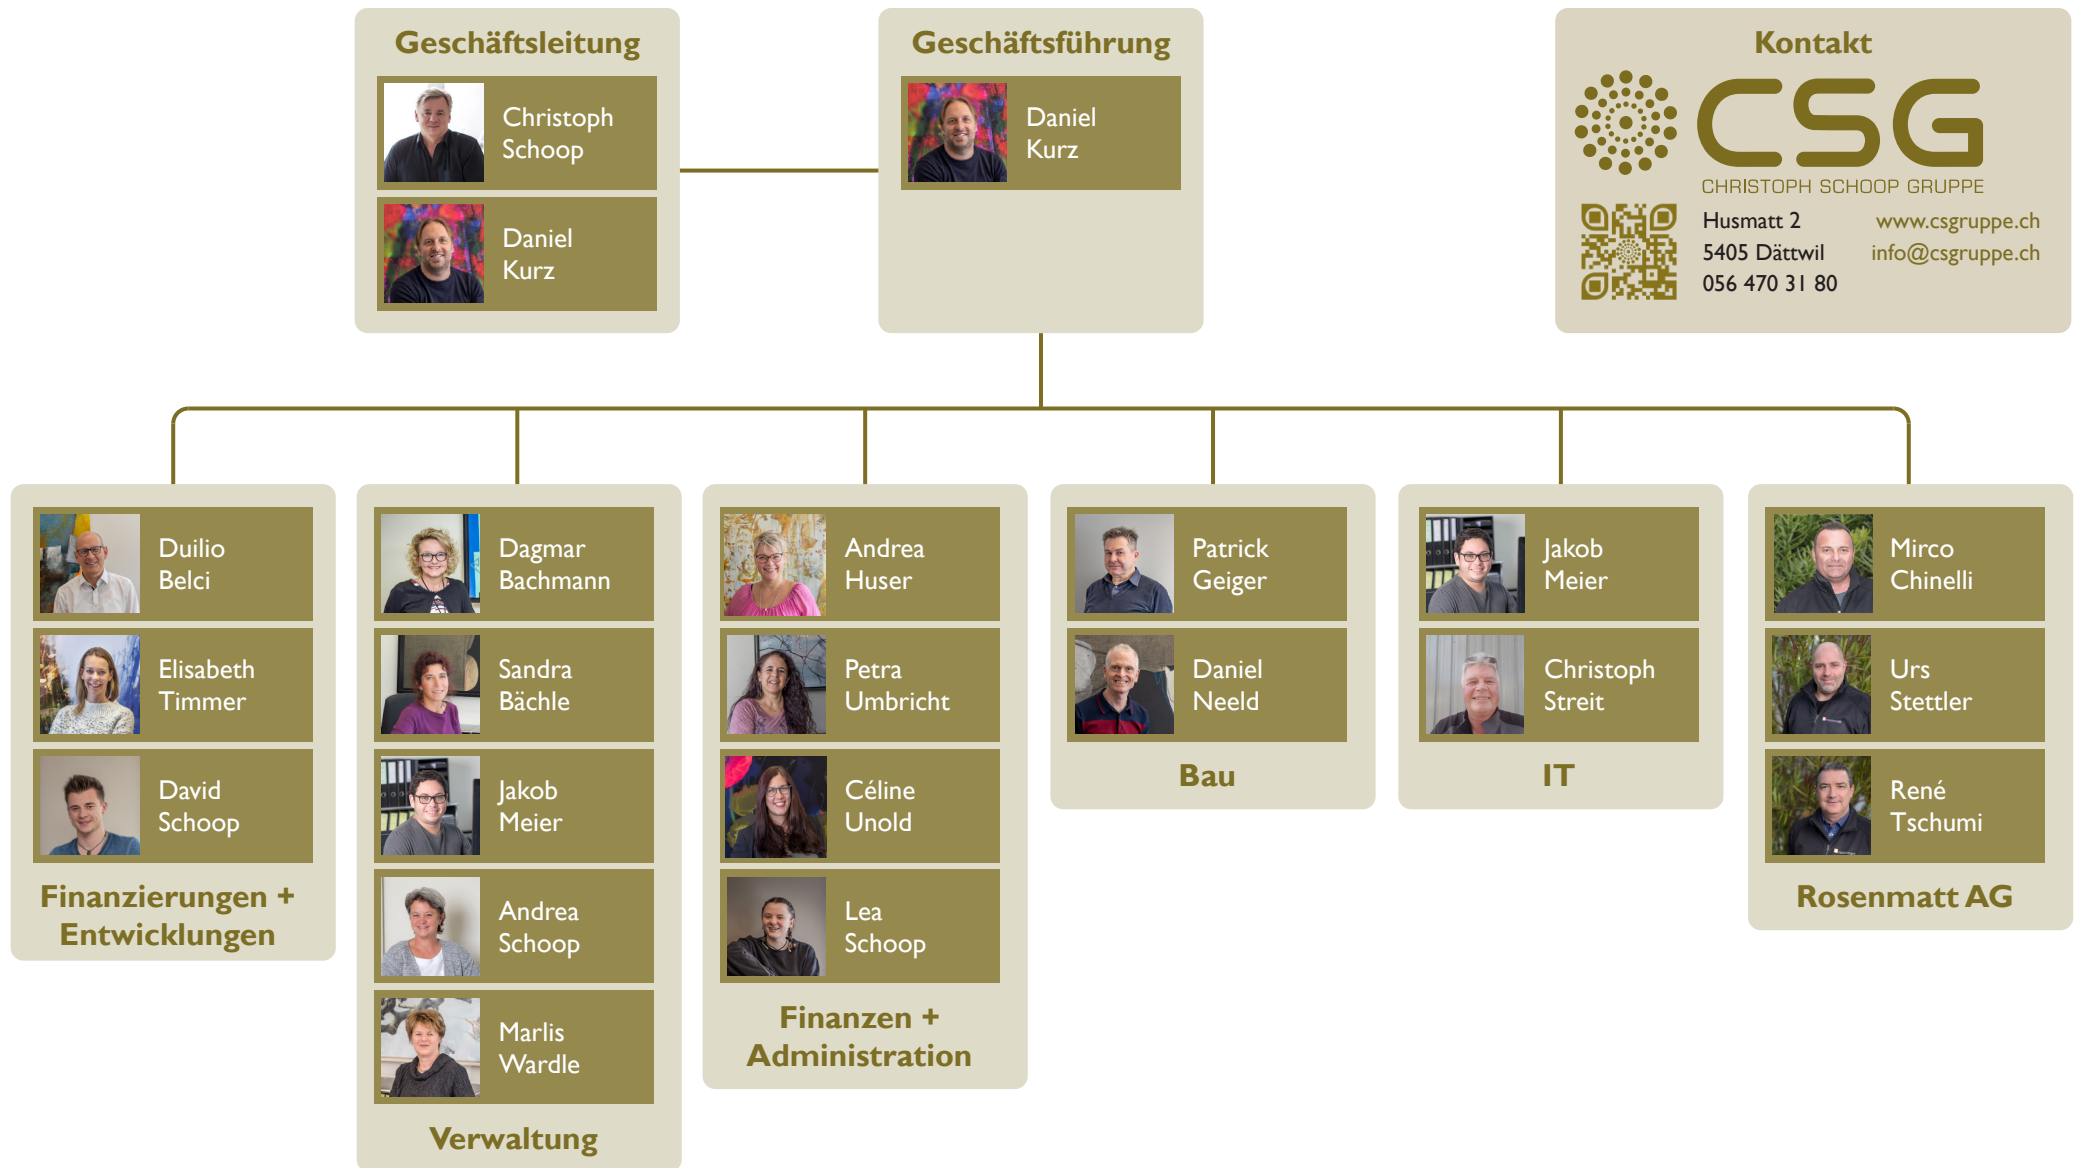 Geschäftsleitung
Christoph
Schoop
Daniel
Kurz
Geschäftsführung
Daniel
Kurz
Kontakt
CSG
CHRISTOPH SCHOOP GRUPPE
Husmatt 2
5405 Dättwil
056 470 31 80
www.csgruppe.ch
info@csgruppe.ch
Duilio
Belci
Elisabeth
Timmer
David
Schoop
Finanzierungen +
Entwicklungen
Dagmar
Bachmann
Sandra
Bächle
Jakob
Meier
Andrea
Schoop
Marlis
Wardle
Verwaltung
Andrea
Huser
Petra
Umbricht
Céline
Unold
Lea
Schoop
Finanzen +
Administration
Patrick
Geiger
Daniel
Neeld
Bau
Jakob
Meier
Christoph
Streit
IT
Mirco
Chinelli
Urs
Stettler
René
Tschumi
Rosenmatt AG